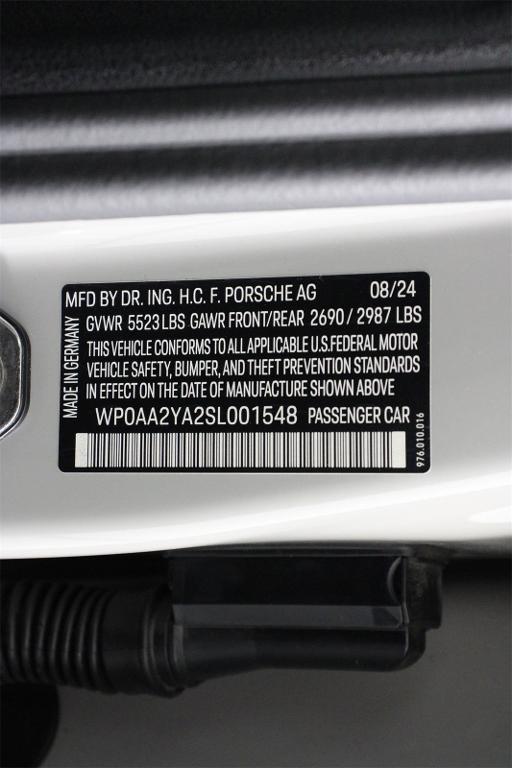 MFD BY DR. ING. H.C. F. PORSCHE AG 08/24
GVWR 5523 LBS GAWR FRONT/REAR 2690 / 2987 LBS
THIS VEHICLE CONFORMS TO ALL APPLICABLE U.S. FEDERAL MOTOR
VEHICLE SAFETY, BUMPER, AND THEFT PREVENTION STANDARDS
IN EFFECT ON THE DATE OF MANUFACTURE SHOWN ABOVE
WP0AA2YA2SL001548 PASSENGER CAR
MADE IN GERMANY
976.010.016